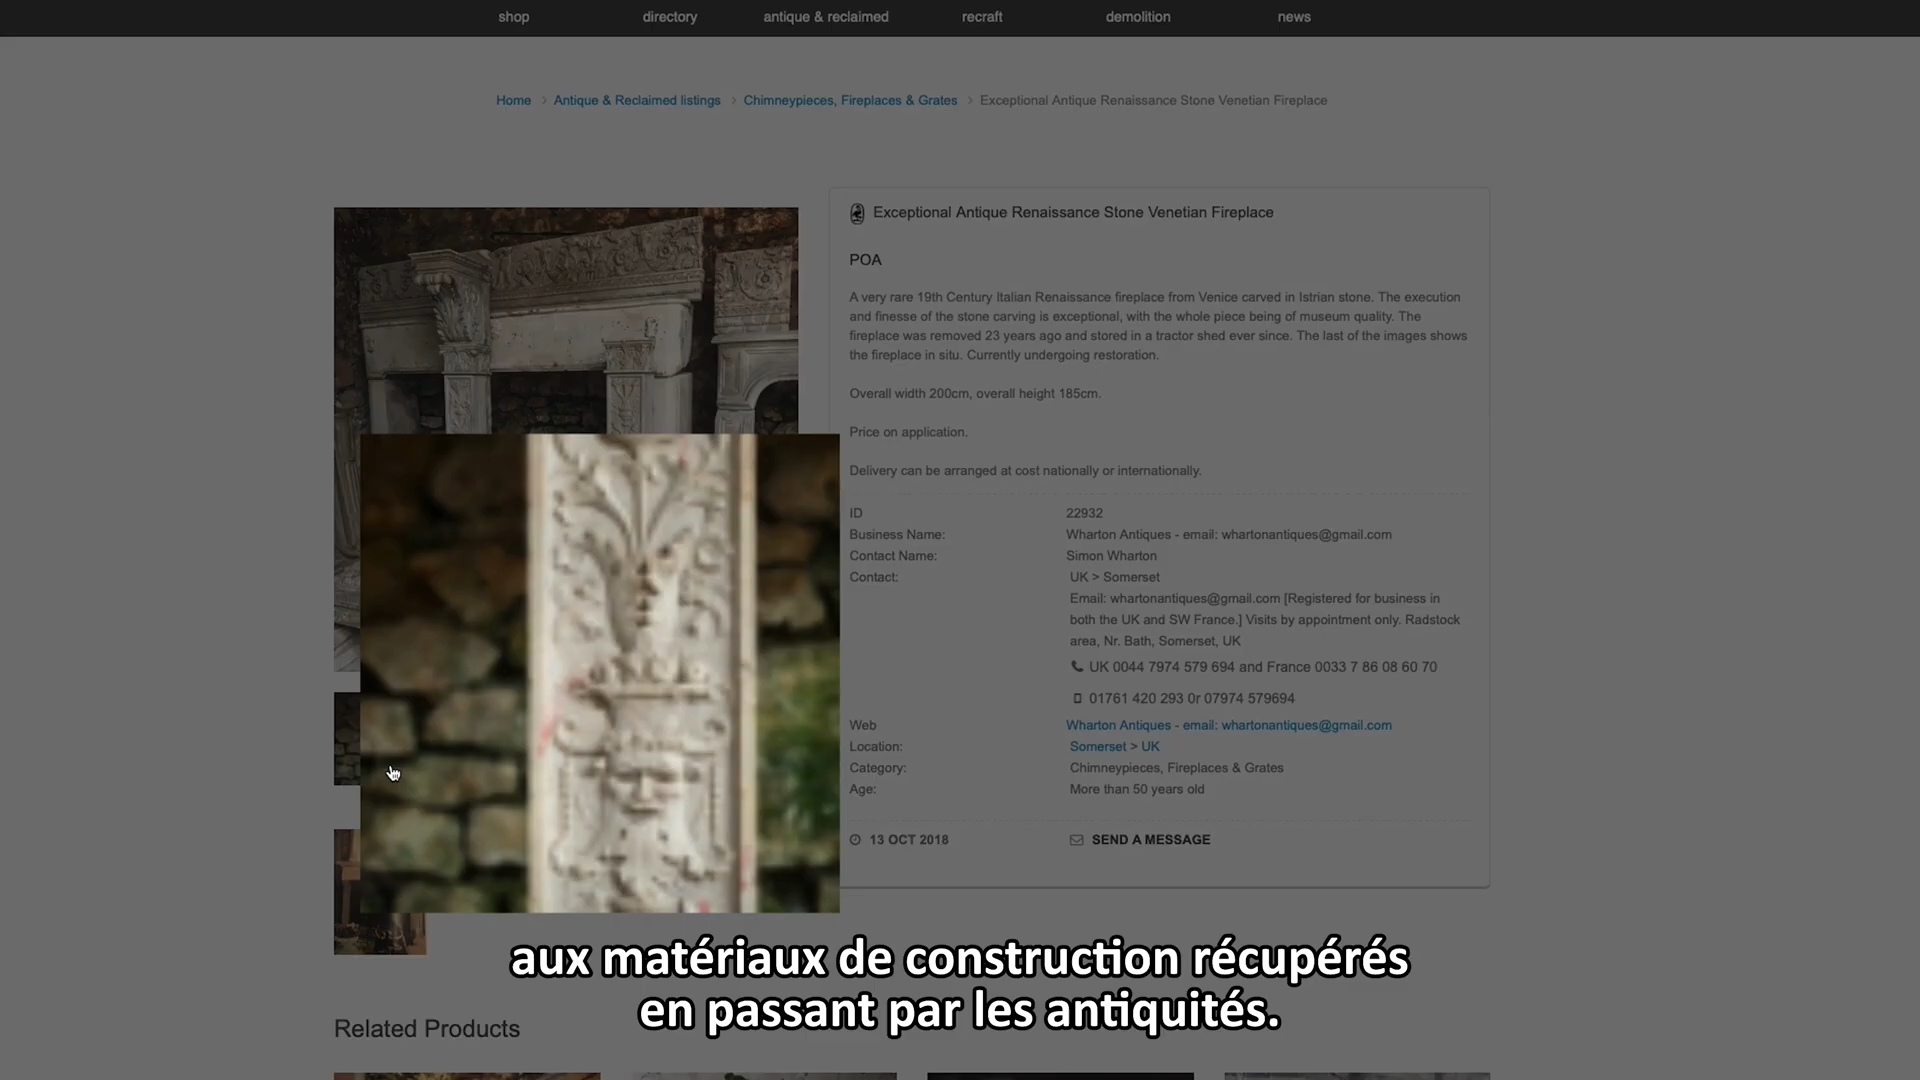 shop directory antique & reclaimed recraft demolition news
Home > Antique & Reclaimed listings > Chimneypieces, Fireplaces & Grates > Exceptional Antique Renaissance Stone Venetian Fireplace
Exceptional Antique Renaissance Stone Venetian Fireplace
POA
A very rare 19th Century Italian Renaissance fireplace from Venice carved in Istrian stone. The execution
and finesse of the stone carving is exceptional, with the whole piece being of museum quality. The
fireplace was removed 23 years ago and stored in a tractor shed ever since. The last of the images shows
the fireplace in situ. Currently undergoing restoration.
Overall width 200cm, overall height 185cm.
Price on application.
Delivery can be arranged at cost nationally or internationally.
ID 22932
Business Name: Wharton Antiques - email: whartonantiques@gmail.com
Contact Name: Simon Wharton
Contact: UK > Somerset
Email: whartonantiques@gmail.com [Registered for business in
both the UK and SW France.] Visits by appointment only. Radstock
area, Nr. Bath, Somerset, UK
UK 0044 7974 579 694 and France 0033 7 86 08 60 70
01761 420 293 0r 07974 579694
Web Wharton Antiques - email: whartonantiques@gmail.com
Location: Somerset > UK
Category: Chimneypieces, Fireplaces & Grates
Age: More than 50 years old
13 OCT 2018 SEND A MESSAGE
aux matériaux de construction récupérés
en passant par les antiquités.
Related Products